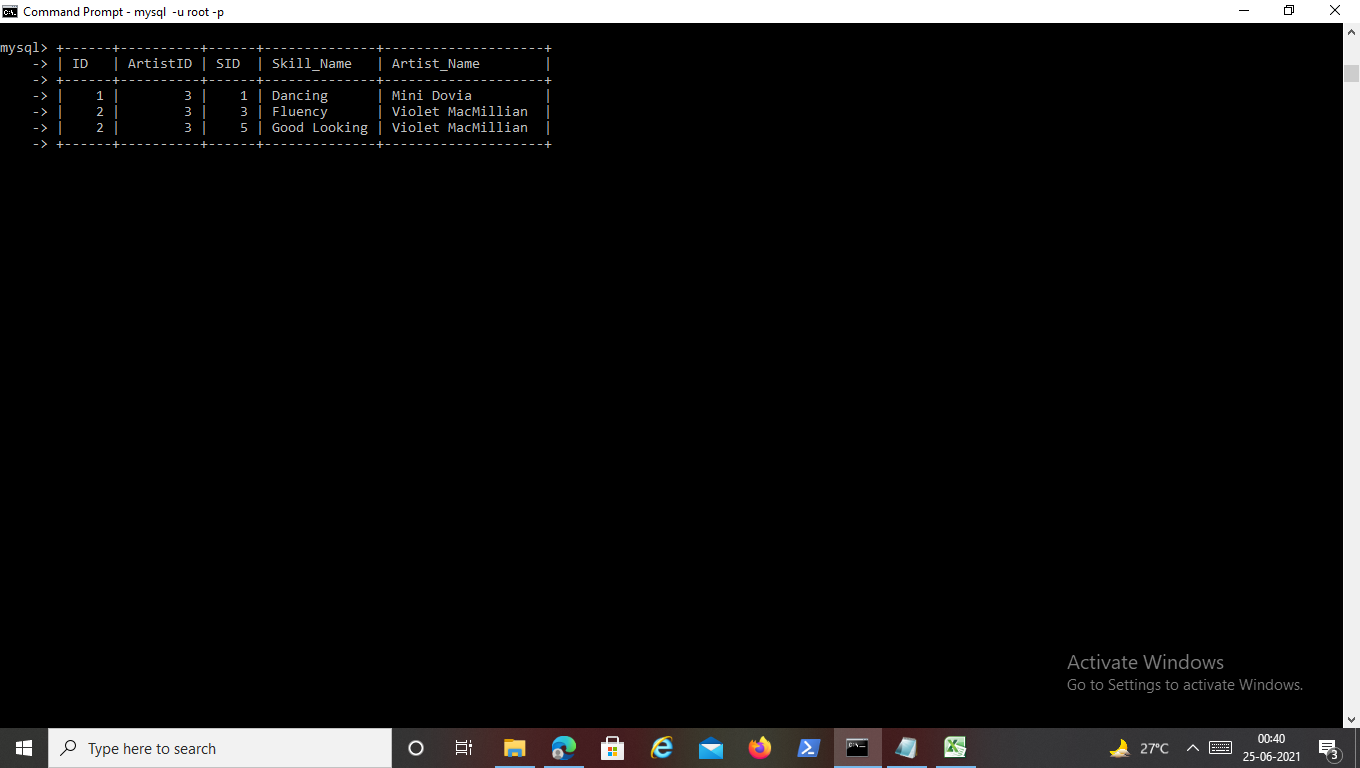 Command Prompt - mysql  -u root -p
mysql> +------+----------+------+--------------+--------------------+
    -> | ID   | ArtistID | SID  | Skill_Name   | Artist_Name        |
    -> +------+----------+------+--------------+--------------------+
    -> |    1 |        3 |    1 | Dancing      | Mini Dovia         |
    -> |    2 |        3 |    3 | Fluency      | Violet MacMillian  |
    -> |    2 |        3 |    5 | Good Looking | Violet MacMillian  |
    -> +------+----------+------+--------------+--------------------+
Activate Windows
Go to Settings to activate Windows.
Type here to search
27°C
00:40
25-06-2021
3